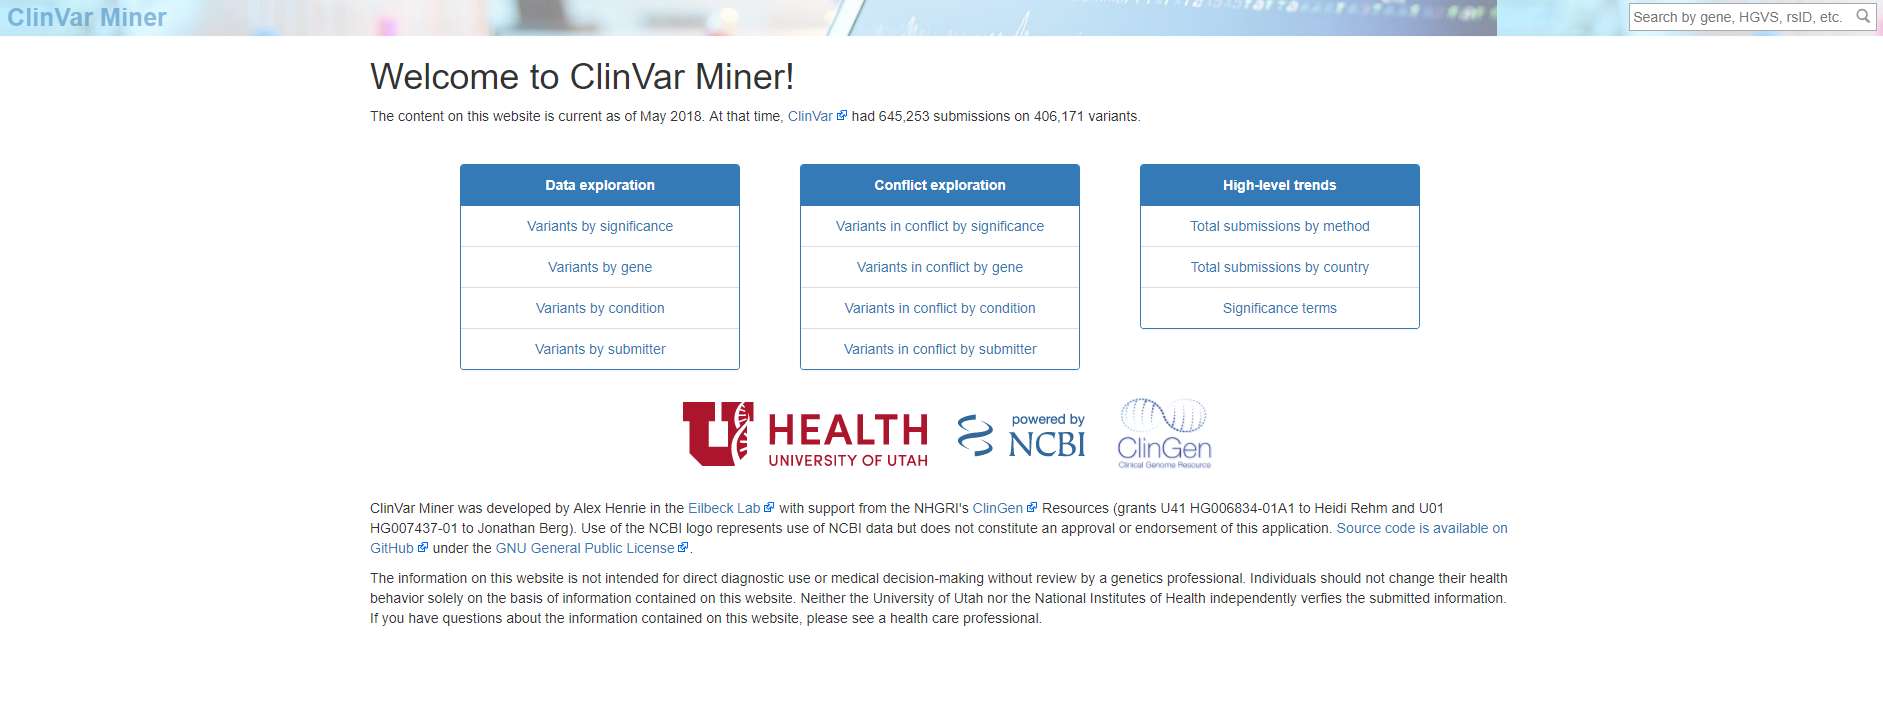 ClinVar Miner
Search by gene, HGVS, rsID, etc.
Welcome to ClinVar Miner!
The content on this website is current as of May 2018. At that time, ClinVar had 645,253 submissions on 406,171 variants.
Data exploration
Variants by significance
Variants by gene
Variants by condition
Variants by submitter
Conflict exploration
Variants in conflict by significance
Variants in conflict by gene
Variants in conflict by condition
Variants in conflict by submitter
High-level trends
Total submissions by method
Total submissions by country
Significance terms
U HEALTH
UNIVERSITY OF UTAH
powered by
NCBI
ClinGen
Clinical Genome Resource
ClinVar Miner was developed by Alex Henrie in the Eilbeck Lab with support from the NHGRI's ClinGen Resources (grants U41 HG006834-01A1 to Heidi Rehm and U01
HG007437-01 to Jonathan Berg). Use of the NCBI logo represents use of NCBI data but does not constitute an approval or endorsement of this application. Source code is available on
GitHub under the GNU General Public License.
The information on this website is not intended for direct diagnostic use or medical decision-making without review by a genetics professional. Individuals should not change their health
behavior solely on the basis of information contained on this website. Neither the University of Utah nor the National Institutes of Health independently verfies the submitted information.
If you have questions about the information contained on this website, please see a health care professional.